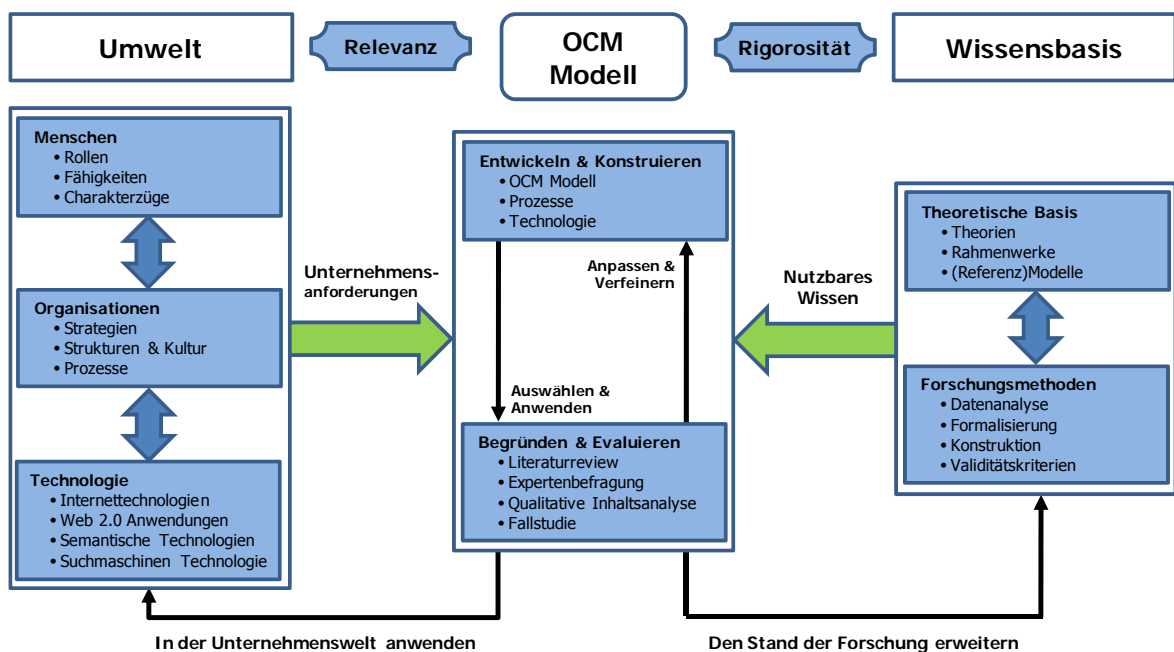 Umwelt
Relevanz
OCM
Modell
Rigorosität
Wissensbasis
Menschen
• Rollen
• Fähigkeiten
• Charakterzüge
Organisationen
• Strategien
• Strukturen & Kultur
• Prozesse
Technologie
• Internettechnologien
• Web 2.0 Anwendungen
• Semantische Technologien
• Suchmaschinen Technologie
Unternehmens-
anforderungen
Entwickeln & Konstruieren
• OCM Modell
• Prozesse
• Technologie
Anpassen &
Verfeinern
Auswählen &
Anwenden
Begründen & Evaluieren
• Literaturreview
• Expertenbefragung
• Qualitative Inhaltsanalyse
• Fallstudie
Nutzbares
Wissen
Theoretische Basis
• Theorien
• Rahmenwerke
• (Referenz)Modelle
Forschungsmethoden
• Datenanalyse
• Formalisierung
• Konstruktion
• Validitätskriterien
In der Unternehmenswelt anwenden
Den Stand der Forschung erweitern